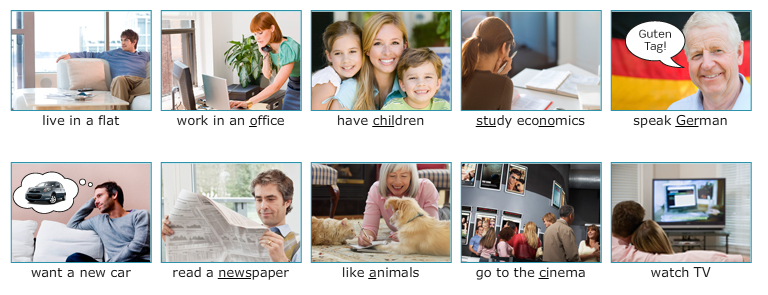 Guten
Tag!
live in a flat
work in an office
have children
study economics
speak German
want a new car
read a newspaper
like animals
go to the cinema
watch TV